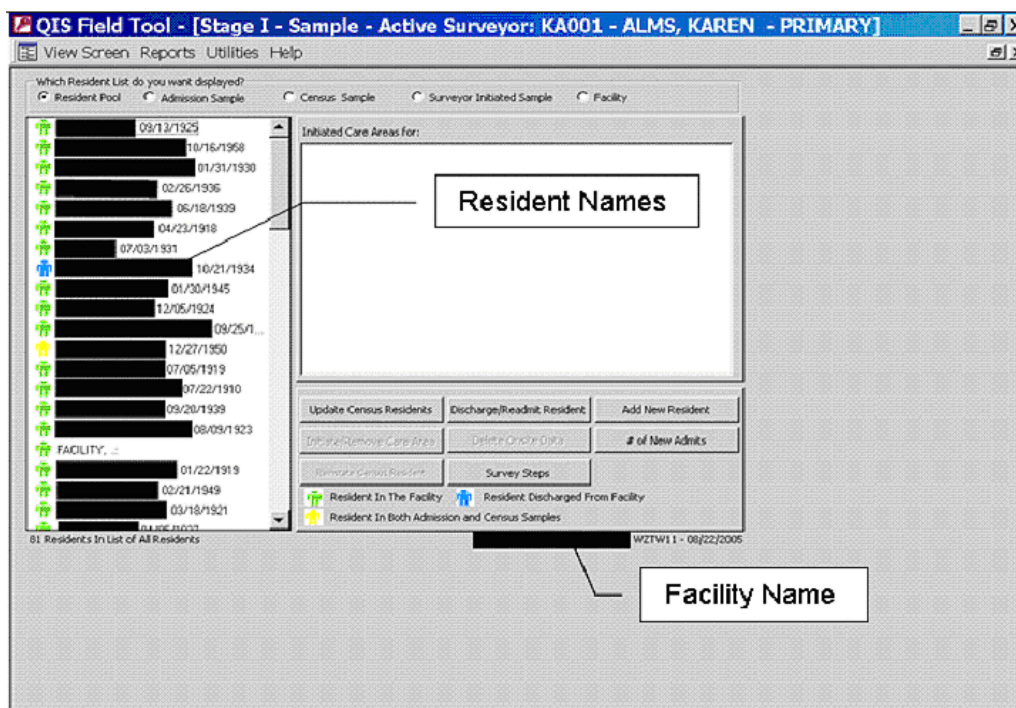 QIS Field Tool - [Stage I - Sample - Active Surveyor: KA001 - ALMS, KAREN - PRIMARY]
View Screen Reports Utilities Help
Which Resident List do you want displayed?
Resident Pool Admission Sample Census Sample Surveyor Initiated Sample Facility
09/13/1925
10/16/1958
01/31/1930
02/26/1936
06/18/1939
04/23/1918
07/03/1931
10/21/1934
01/30/1945
12/05/1924
09/25/1...
12/27/1950
07/05/1919
07/22/1910
09/20/1939
08/09/1923
FACILITY, .::
01/22/1919
02/21/1949
03/18/1921
81 Residents In List of All Residents
Initiated Care Areas for:
Resident Names
Update Census Residents Discharge/Readmit Resident Add New Resident
Initiate/Remove Care Area Delete Onsite Data # of New Admits
Reinstate Census Resident Survey Steps
Resident In The Facility Resident Discharged From Facility
Resident In Both Admission and Census Samples
WZTW11 - 08/22/2005
Facility Name